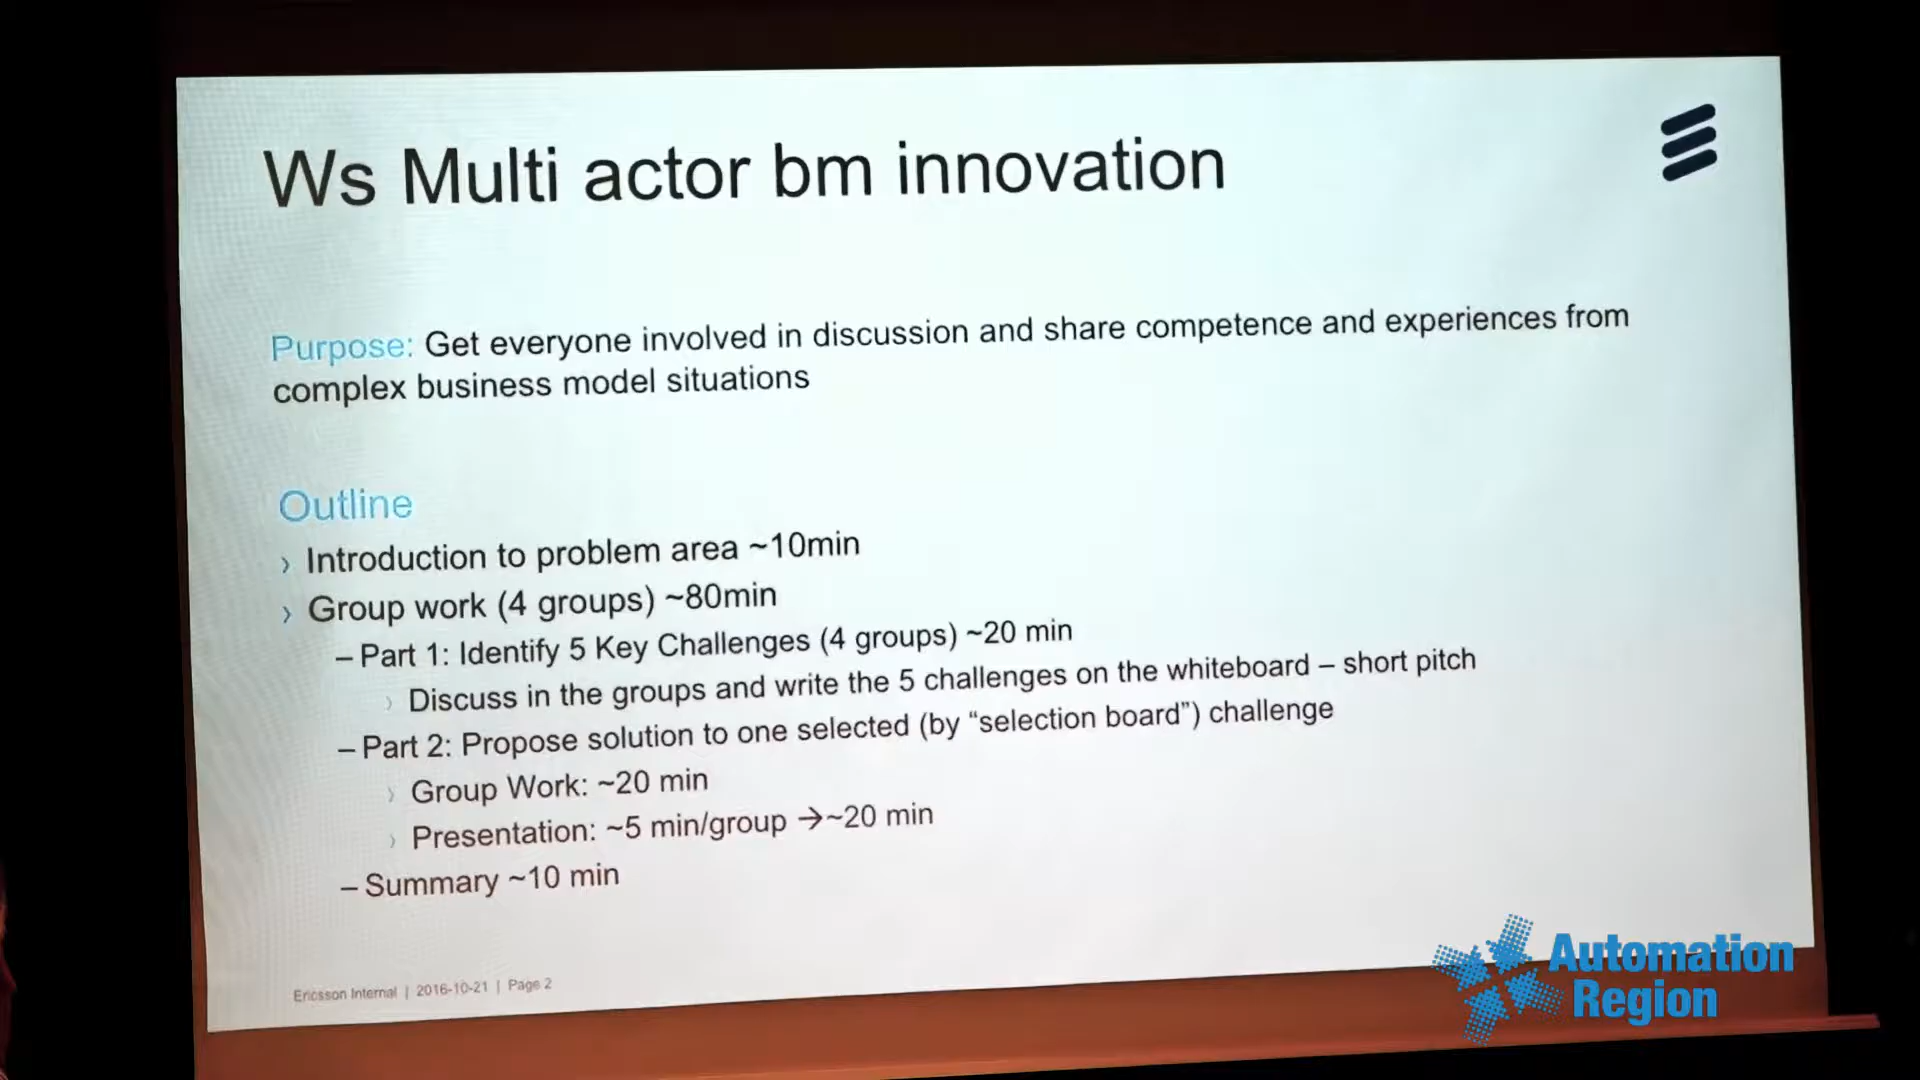 Ws Multi actor bm innovation
Purpose: Get everyone involved in discussion and share competence and experiences from
complex business model situations
Outline
› Introduction to problem area ~10min
› Group work (4 groups) ~80min
– Part 1: Identify 5 Key Challenges (4 groups) ~20 min
› Discuss in the groups and write the 5 challenges on the whiteboard – short pitch
– Part 2: Propose solution to one selected (by “selection board”) challenge
› Group Work: ~20 min
› Presentation: ~5 min/group →~20 min
– Summary ~10 min
Ericsson Internal | 2016-10-21 | Page 2
Automation
Region